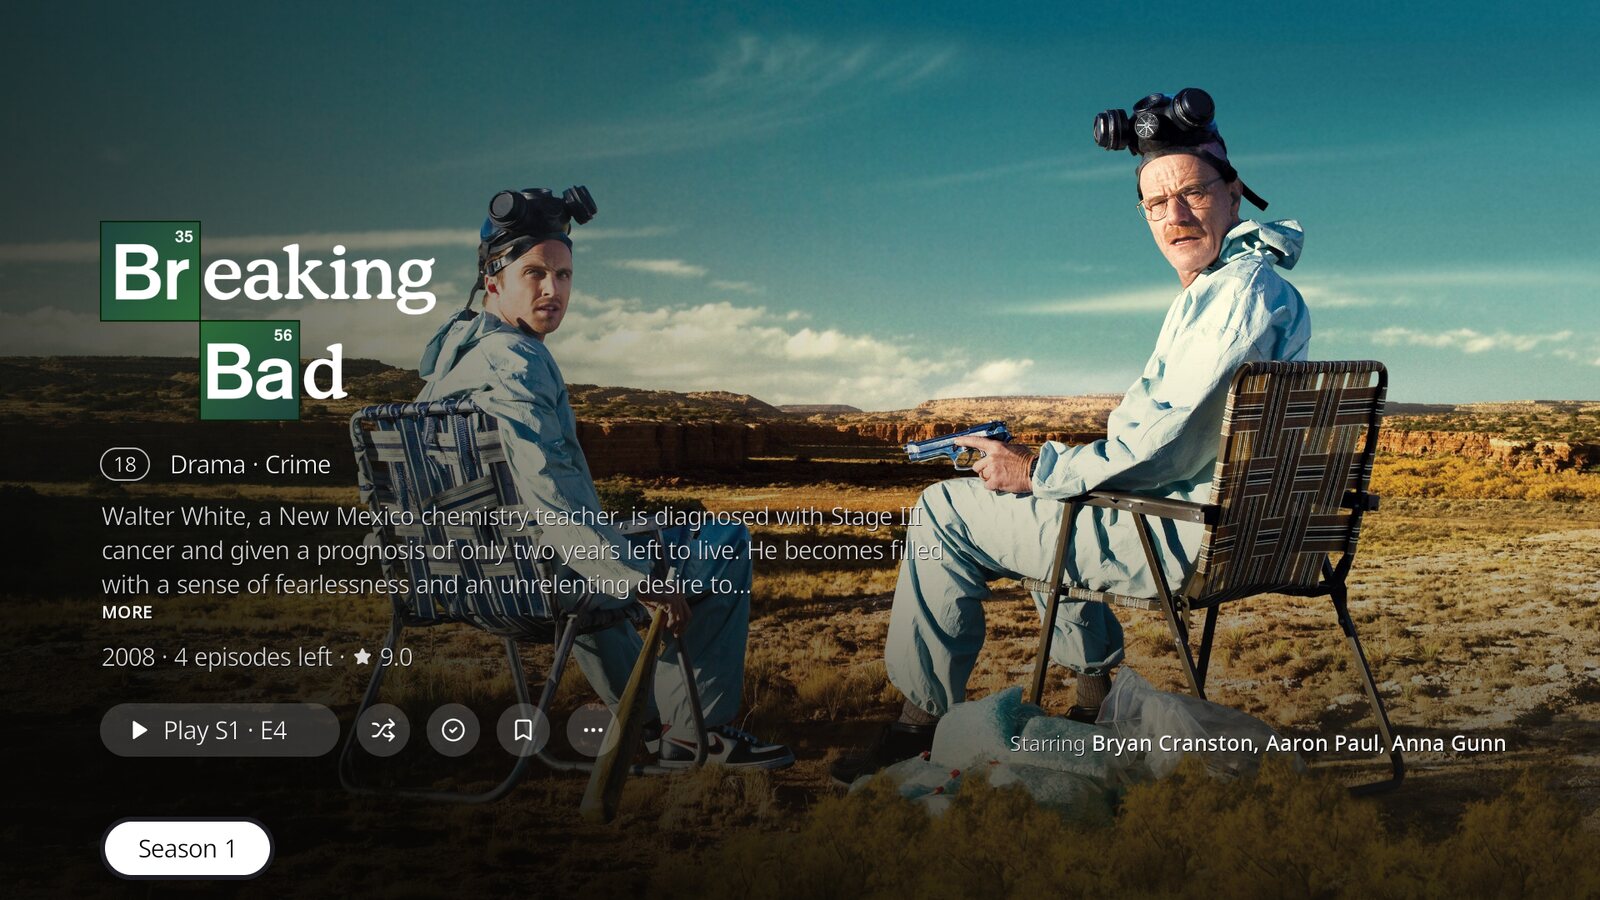 35
Breaking
56
Bad
18 Drama · Crime
Walter White, a New Mexico chemistry teacher, is diagnosed with Stage III
cancer and given a prognosis of only two years left to live. He becomes filled
with a sense of fearlessness and an unrelenting desire to...
MORE
2008 · 4 episodes left · ★ 9.0
Play S1 · E4
Starring Bryan Cranston, Aaron Paul, Anna Gunn
Season 1